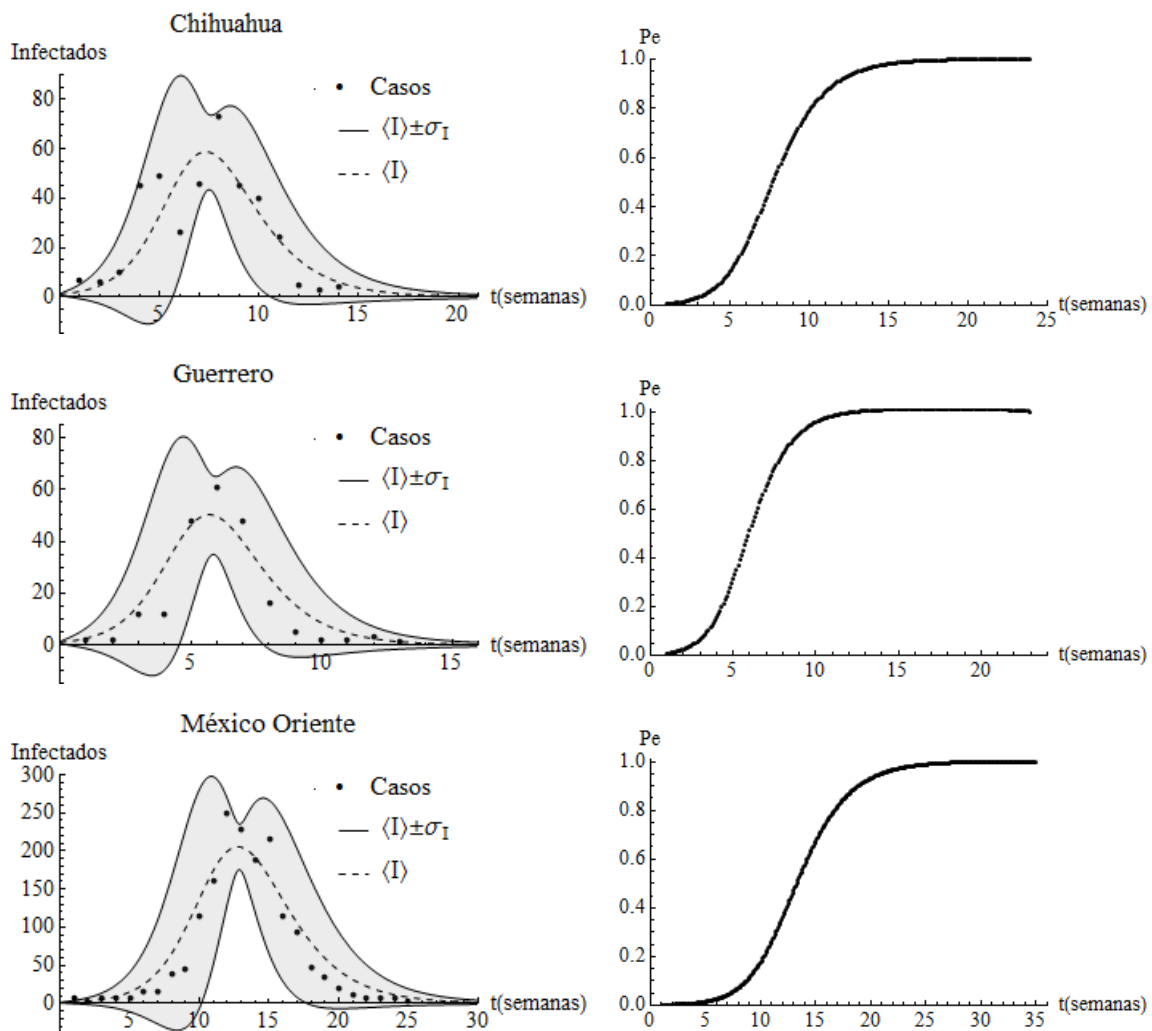 Chihuahua
Infectados
80
60
40
20
0
5
10
15
20
t(semanas)
Casos
⟨I⟩±σI
⟨I⟩
Pe
1.0
0.8
0.6
0.4
0.2
0.0
0
5
10
15
20
25
t(semanas)
Guerrero
Infectados
80
60
40
20
0
5
10
15
t(semanas)
Casos
⟨I⟩±σI
⟨I⟩
Pe
1.0
0.8
0.6
0.4
0.2
0.0
0
5
10
15
20
t(semanas)
México Oriente
Infectados
300
250
200
150
100
50
0
5
10
15
20
25
30
t(semanas)
Casos
⟨I⟩±σI
⟨I⟩
Pe
1.0
0.8
0.6
0.4
0.2
0.0
0
5
10
15
20
25
30
35
t(semanas)